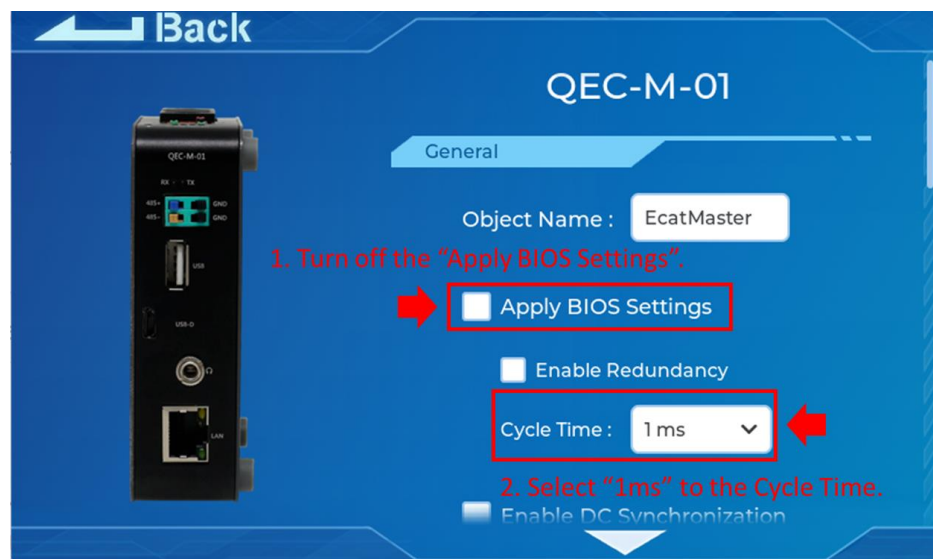 Back
QEC-M-01
General
QEC-M-01
RX TX
485+ GND
485- GND
Object Name : EcatMaster
1. Turn off the “Apply BIOS Settings”.
USB
Apply BIOS Settings
USB-D
Enable Redundancy
Cycle Time : 1 ms
LAN
2. Select “1ms” to the Cycle Time.
Enable DC Synchronization